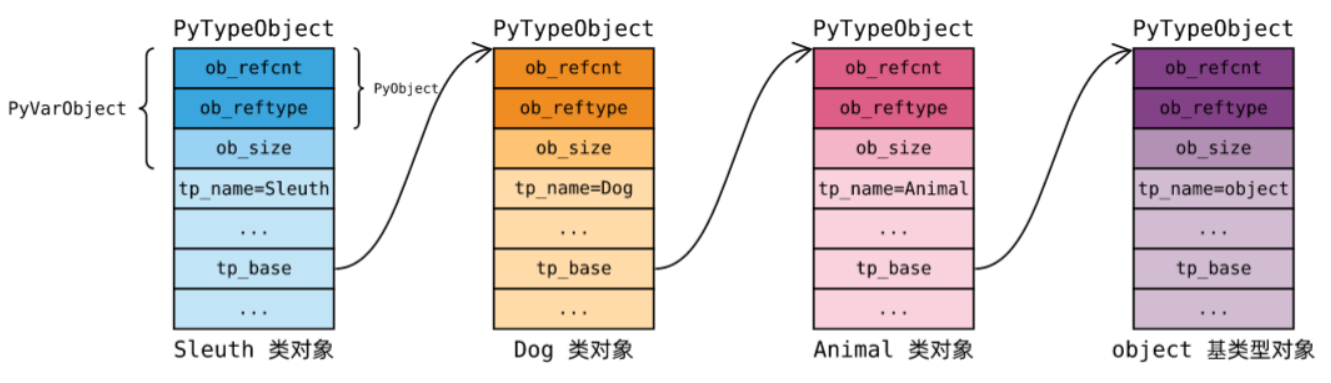 PyTypeObject
PyTypeObject
PyTypeObject
PyTypeObject
PyVarObject
PyObject
ob_refcnt
ob_reftype
ob_size
tp_name=Sleuth
...
tp_base
...
Sleuth 类对象
ob_refcnt
ob_reftype
ob_size
tp_name=Dog
...
tp_base
...
Dog 类对象
ob_refcnt
ob_reftype
ob_size
tp_name=Animal
...
tp_base
...
Animal 类对象
ob_refcnt
ob_reftype
ob_size
tp_name=object
...
tp_base
...
object 基类型对象